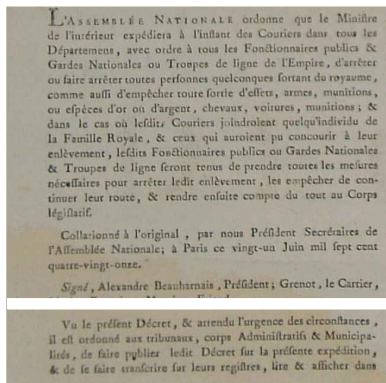 L'ASSEMBLÉE NATIONALE ordonne que le Ministre
de l'intérieur expédiera à l'instant des Couriers dans tous les
Départemens, avec ordre à tous les Fonctionnaires publics &
Gardes Nationales ou Troupes de ligne de l'Empire, d'arrêter
ou faire arrêter toutes personnes quelconques sortant du royaume,
comme aussi d'empêcher toute sortie d'effets, armes, munitions,
ou espèces d'or où d'argent, chevaux, voitures, munitions ; &
dans le cas où lesdits Couriers joindroient quelqu'individu de
la Famille Royale, & ceux qui auroient pu concourir à leur
enlèvement, lesdits Fonctionnaires publics ou Gardes Nationales
& Troupes de ligne seront tenus de prendre toutes les mesures
nécessaires pour arrêter ledit enlèvement, les empêcher de con-
tinuer leur route, & rendre ensuite compte du tout au Corps
législatif.
Collationné à l'original, par nous Président Secrétaires de
l'Assemblée Nationale; à Paris ce vingt-un Juin mil sept cent
quatre-vingt-onze.
Signé, Alexandre Beauharnais, Président; Grenot, le Cartier,
Vu le présent Décret, & attendu l'urgence des circonstances,
il est ordonné aux tribunaux, corps Administratifs & Municipa-
lités, de faire publier ledit Décret sur la présente expédition,
& de se faire transcrire sur leurs registres, lire & afficher dans